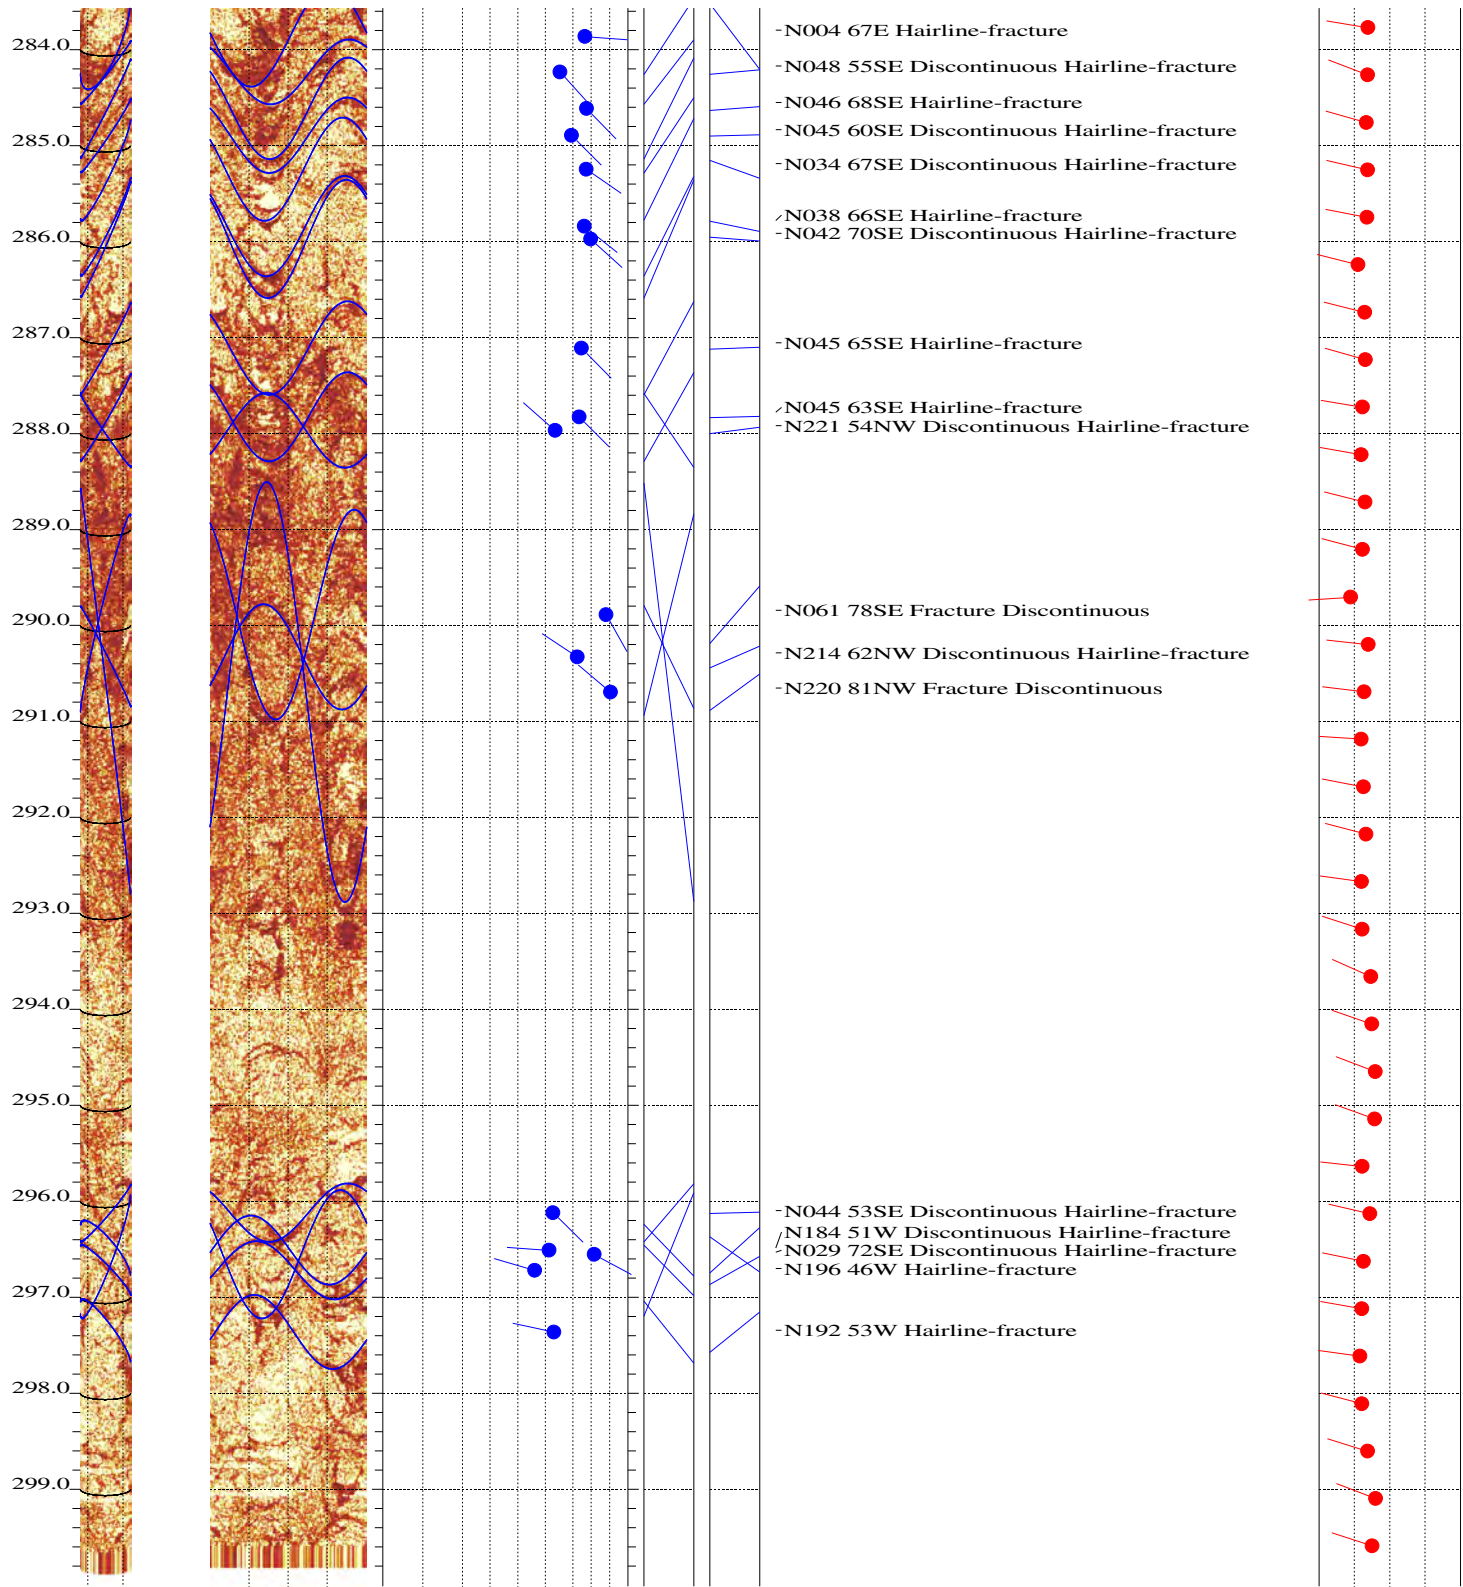 -N004 67E Hairline-fracture
284.0
-N048 55SE Discontinuous Hairline-fracture
-N046 68SE Hairline-fracture
-N045 60SE Discontinuous Hairline-fracture
285.0
-N034 67SE Discontinuous Hairline-fracture
N038 66SE Hairline-fracture
-N042 70SE Discontinuous Hairline-fracture
286.0
287.0
-N045 65SE Hairline-fracture
N045 63SE Hairline-fracture
-N221 54NW Discontinuous Hairline-fracture
288.0
289.0
-N061 78SE Fracture Discontinuous
290.0
-N214 62NW Discontinuous Hairline-fracture
-N220 81NW Fracture Discontinuous
291.0
292.0
293.0
294.0
295.0
296.0
-N044 53SE Discontinuous Hairline-fracture
N184 51W Discontinuous Hairline-fracture
-N029 72SE Discontinuous Hairline-fracture
-N196 46W Hairline-fracture
297.0
-N192 53W Hairline-fracture
298.0
299.0